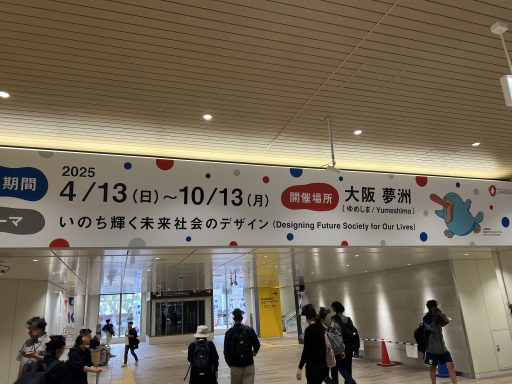 期間
2025
4/13(日)～10/13(月)
開催場所
大阪 夢洲
(ゆめしま/Yumeshima)
ーマ
いのち輝く未来社会のデザイン(Designing Future Society for Our Lives)